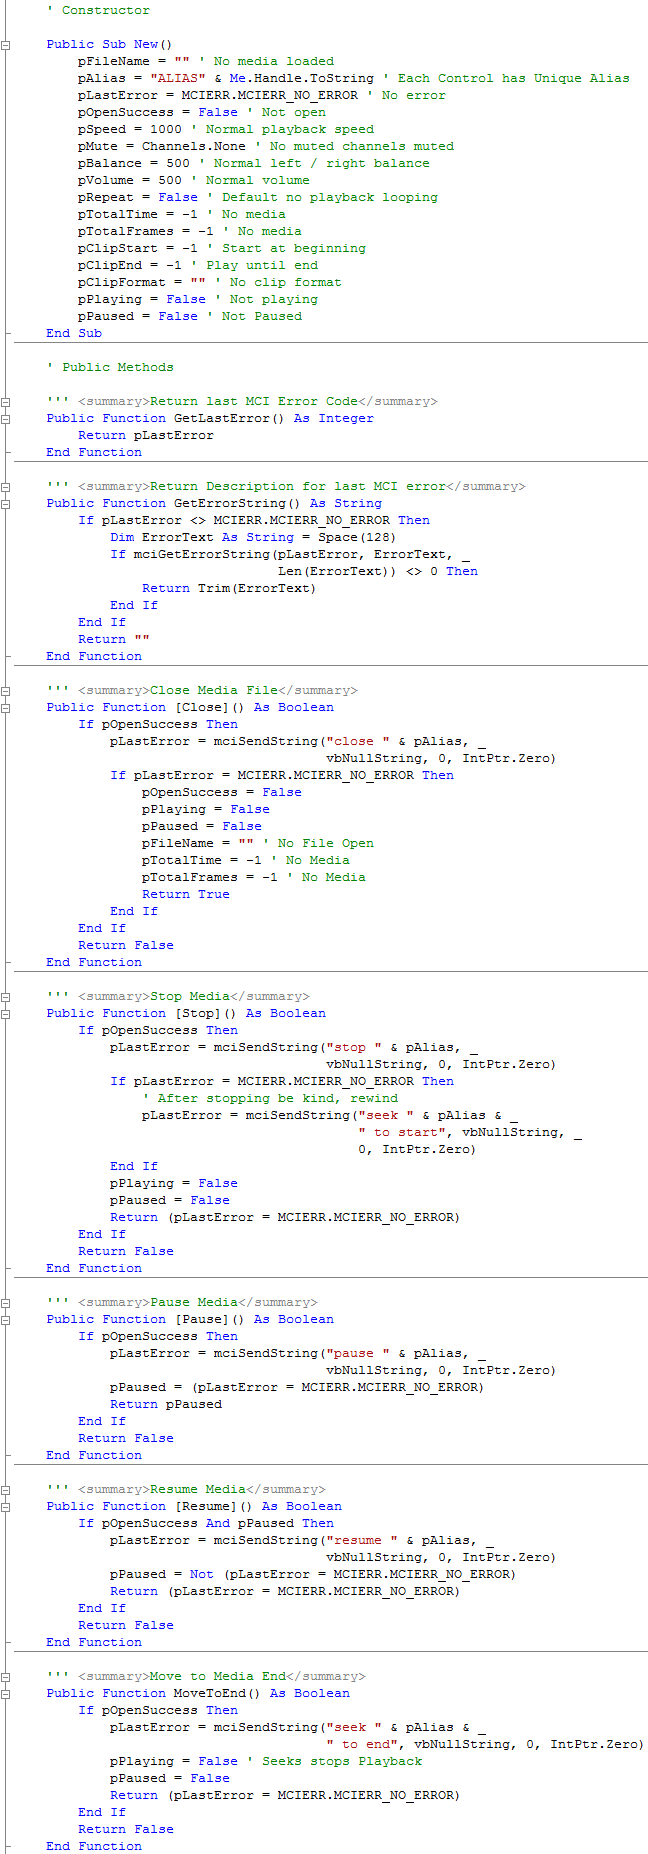 ' Constructor
Public Sub New()
pFileName = "" ' No media loaded
pAlias = "ALIAS" & Me.Handle.ToString ' Each Control has Unique Alias
pLastError = MCIERR.MCIERR_NO_ERROR ' No error
pOpenSuccess = False ' Not open
pSpeed = 1000 ' Normal playback speed
pMute = Channels.None ' No muted channels muted
pBalance = 500 ' Normal left / right balance
pVolume = 500 ' Normal volume
pRepeat = False ' Default no playback looping
pTotalTime = -1 ' No media
pTotalFrames = -1 ' No media
pClipStart = -1 ' Start at beginning
pClipEnd = -1 ' Play until end
pClipFormat = "" ' No clip format
pPlaying = False ' Not playing
pPaused = False ' Not Paused
End Sub
' Public Methods
''' <summary>Return last MCI Error Code</summary>
Public Function GetLastError() As Integer
Return pLastError
End Function
''' <summary>Return Description for last MCI error</summary>
Public Function GetErrorString() As String
If pLastError <> MCIERR.MCIERR_NO_ERROR Then
Dim ErrorText As String = Space(128)
If mciGetErrorString(pLastError, ErrorText, _
Len(ErrorText)) <> 0 Then
Return Trim(ErrorText)
End If
End If
Return ""
End Function
''' <summary>Close Media File</summary>
Public Function [Close]() As Boolean
If pOpenSuccess Then
pLastError = mciSendString("close " & pAlias, _
vbNullString, 0, IntPtr.Zero)
If pLastError = MCIERR.MCIERR_NO_ERROR Then
pOpenSuccess = False
pPlaying = False
pPaused = False
pFileName = "" ' No File Open
pTotalTime = -1 ' No Media
pTotalFrames = -1 ' No Media
Return True
End If
End If
Return False
End Function
''' <summary>Stop Media</summary>
Public Function [Stop]() As Boolean
If pOpenSuccess Then
pLastError = mciSendString("stop " & pAlias, _
vbNullString, 0, IntPtr.Zero)
If pLastError = MCIERR.MCIERR_NO_ERROR Then
' After stopping be kind, rewind
pLastError = mciSendString("seek " & pAlias & _
" to start", vbNullString, _
0, IntPtr.Zero)
End If
pPlaying = False
pPaused = False
Return (pLastError = MCIERR.MCIERR_NO_ERROR)
End If
Return False
End Function
''' <summary>Pause Media</summary>
Public Function [Pause]() As Boolean
If pOpenSuccess Then
pLastError = mciSendString("pause " & pAlias, _
vbNullString, 0, IntPtr.Zero)
pPaused = (pLastError = MCIERR.MCIERR_NO_ERROR)
Return pPaused
End If
Return False
End Function
''' <summary>Resume Media</summary>
Public Function [Resume]() As Boolean
If pOpenSuccess And pPaused Then
pLastError = mciSendString("resume " & pAlias, _
vbNullString, 0, IntPtr.Zero)
pPaused = Not (pLastError = MCIERR.MCIERR_NO_ERROR)
Return (pLastError = MCIERR.MCIERR_NO_ERROR)
End If
Return False
End Function
''' <summary>Move to Media End</summary>
Public Function MoveToEnd() As Boolean
If pOpenSuccess Then
pLastError = mciSendString("seek " & pAlias & _
" to end", vbNullString, 0, IntPtr.Zero)
pPlaying = False ' Seeks stops Playback
pPaused = False
Return (pLastError = MCIERR.MCIERR_NO_ERROR)
End If
Return False
End Function